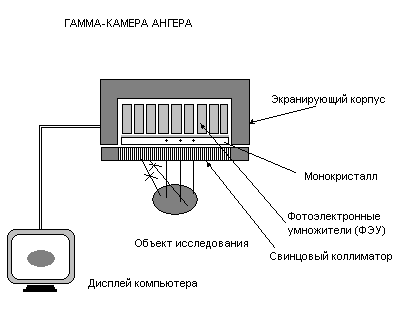 ГАММА-КАМЕРА АНГЕРА
Экранирующий корпус
Монокристалл
Фотоэлектронные
умножители (ФЭУ)
Объект исследования
Свинцовый коллиматор
Дисплей компьютера